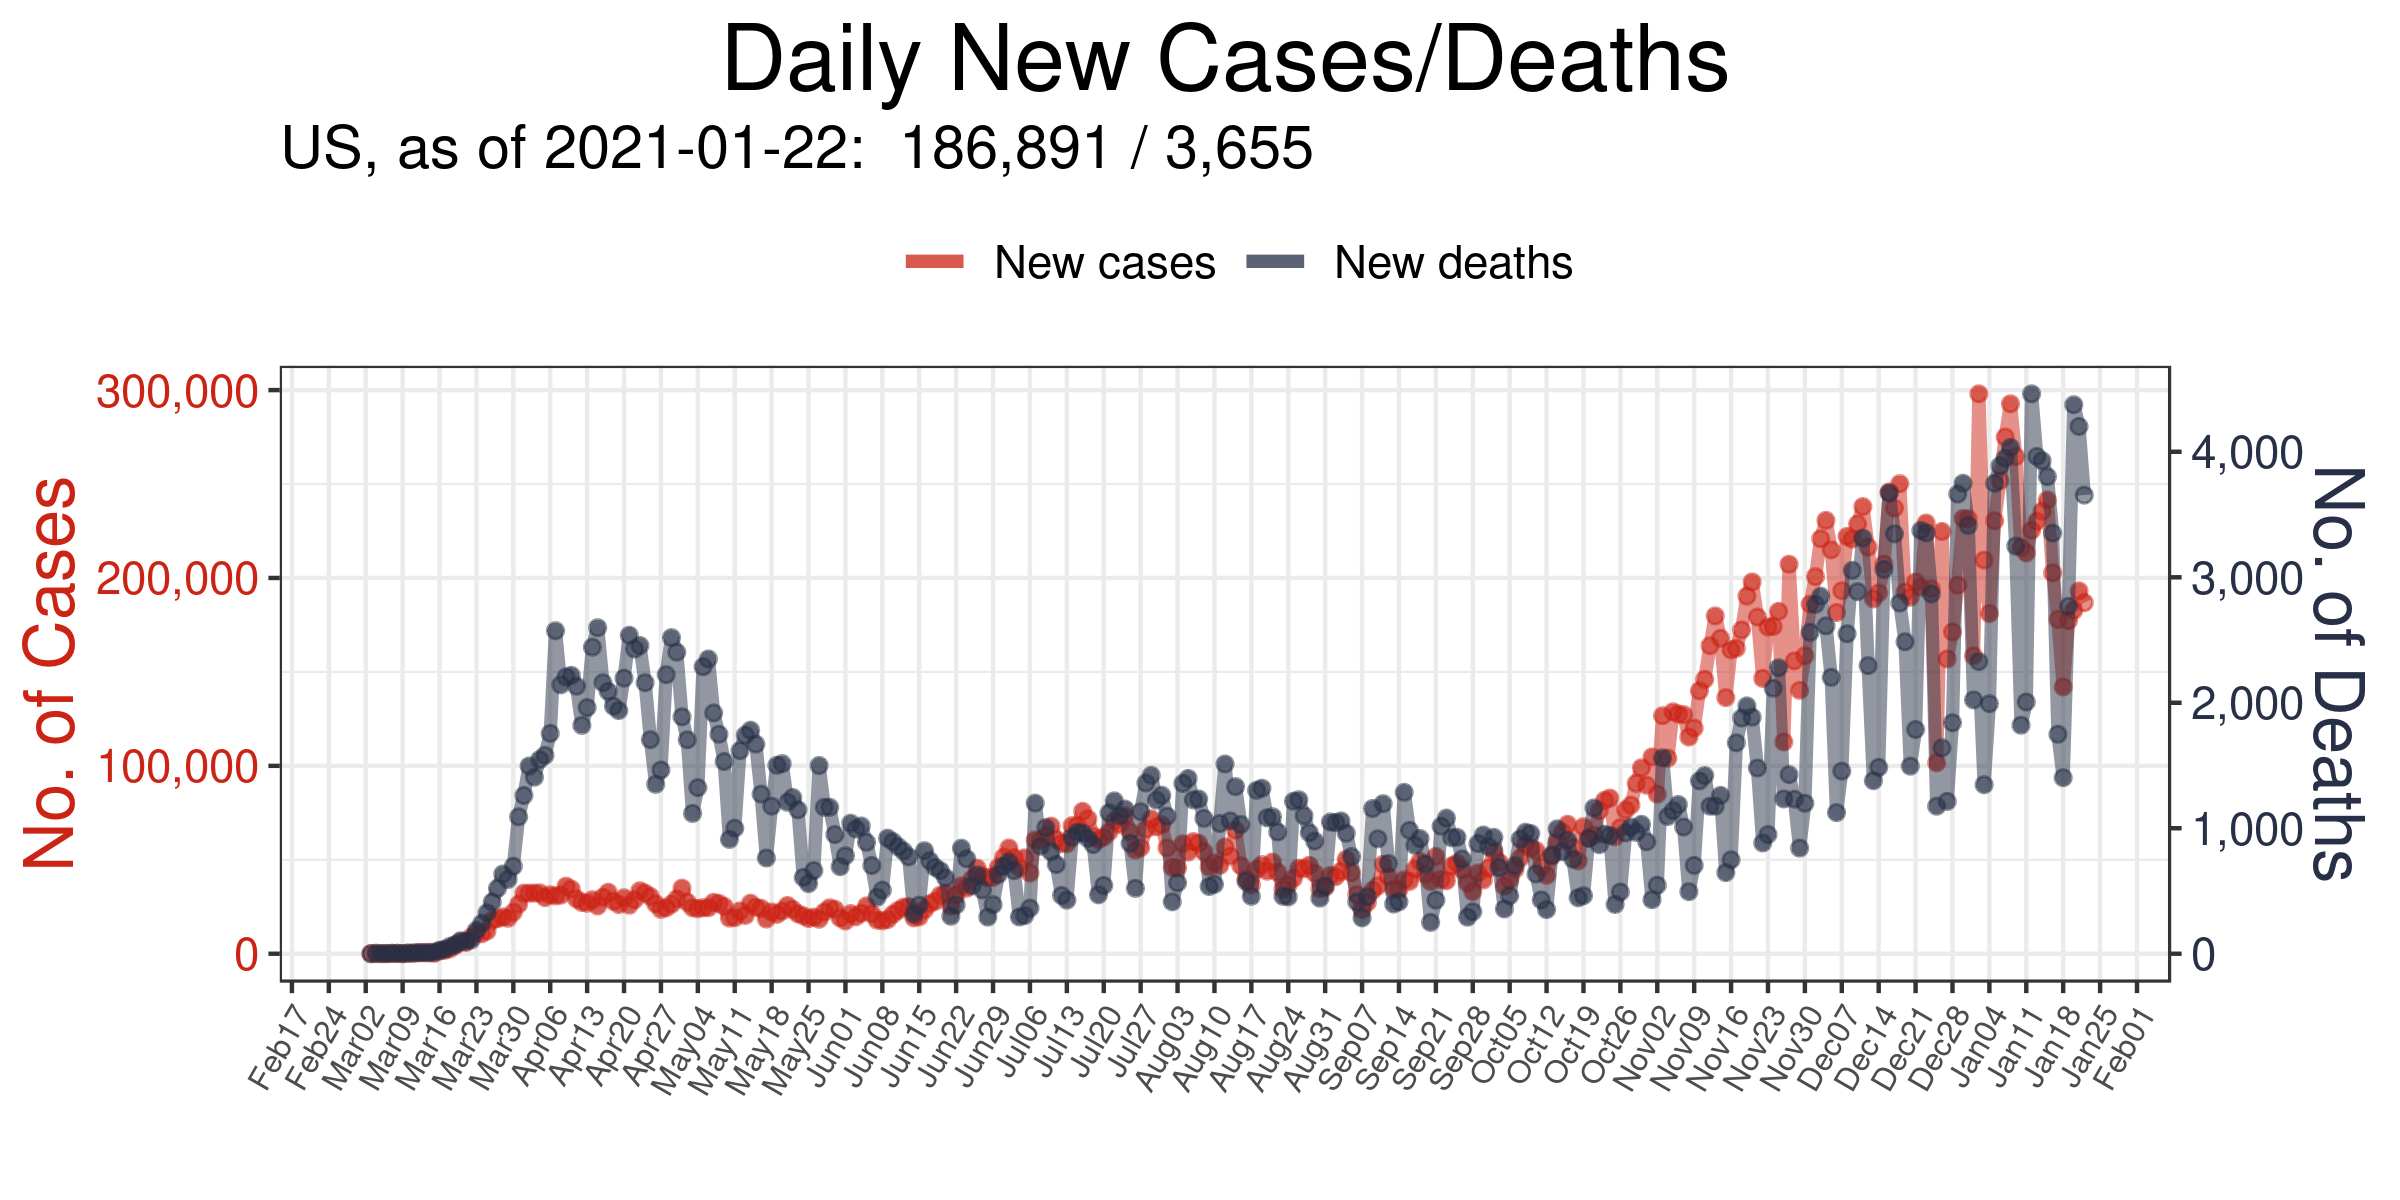 Daily New Cases/Deaths
US, as of 2021-01-22:  186,891 / 3,655
New cases
New deaths
No. of Cases
300,000
200,000
100,000
0
4,000
3,000
2,000
1,000
0
No. of Deaths
Feb17
Feb24
Mar02
Mar09
Mar16
Mar23
Mar30
Apr06
Apr13
Apr20
Apr27
May04
May11
May18
May25
Jun01
Jun08
Jun15
Jun22
Jun29
Jul06
Jul13
Jul20
Jul27
Aug03
Aug10
Aug17
Aug24
Aug31
Sep07
Sep14
Sep21
Sep28
Oct05
Oct12
Oct19
Oct26
Nov02
Nov09
Nov16
Nov23
Nov30
Dec07
Dec14
Dec21
Dec28
Jan04
Jan11
Jan18
Jan25
Feb01